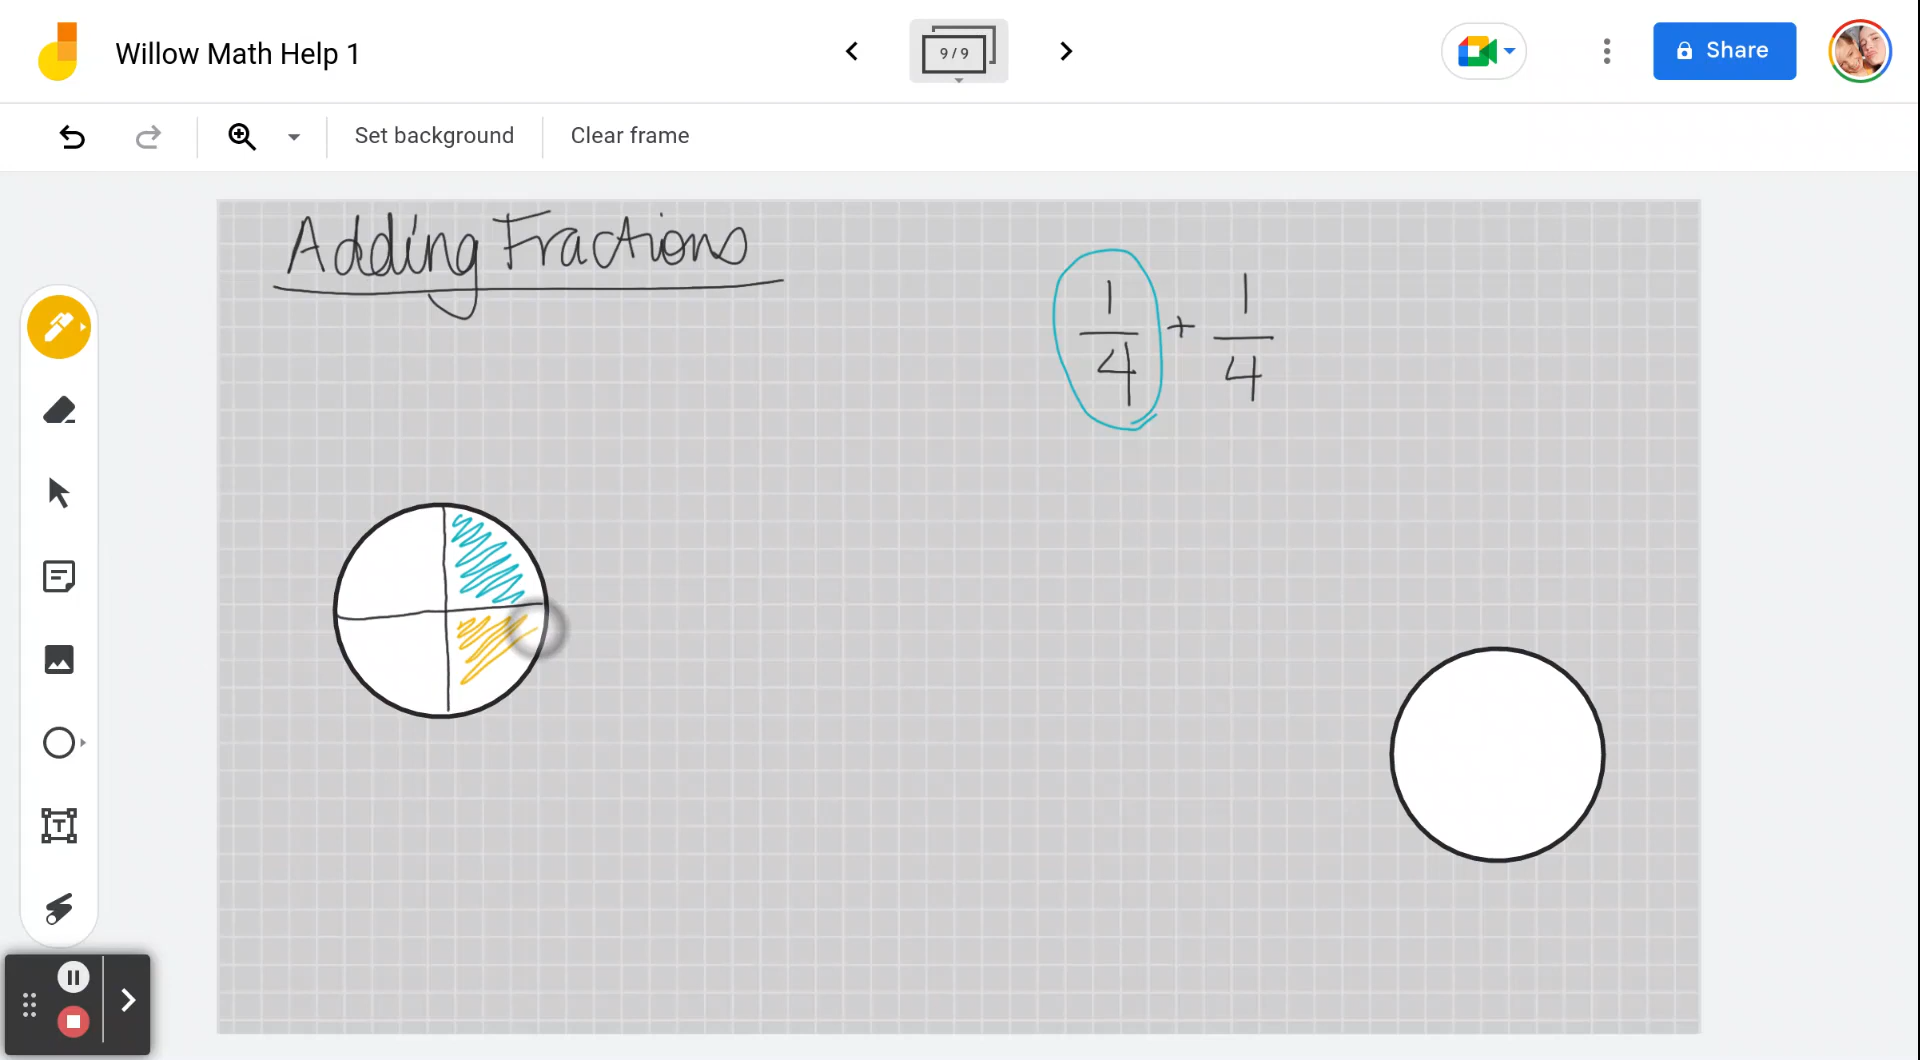 Willow Math Help 1
9 / 9
Share
Set background
Clear frame
Adding Fractions
1/4 + 1/4
T